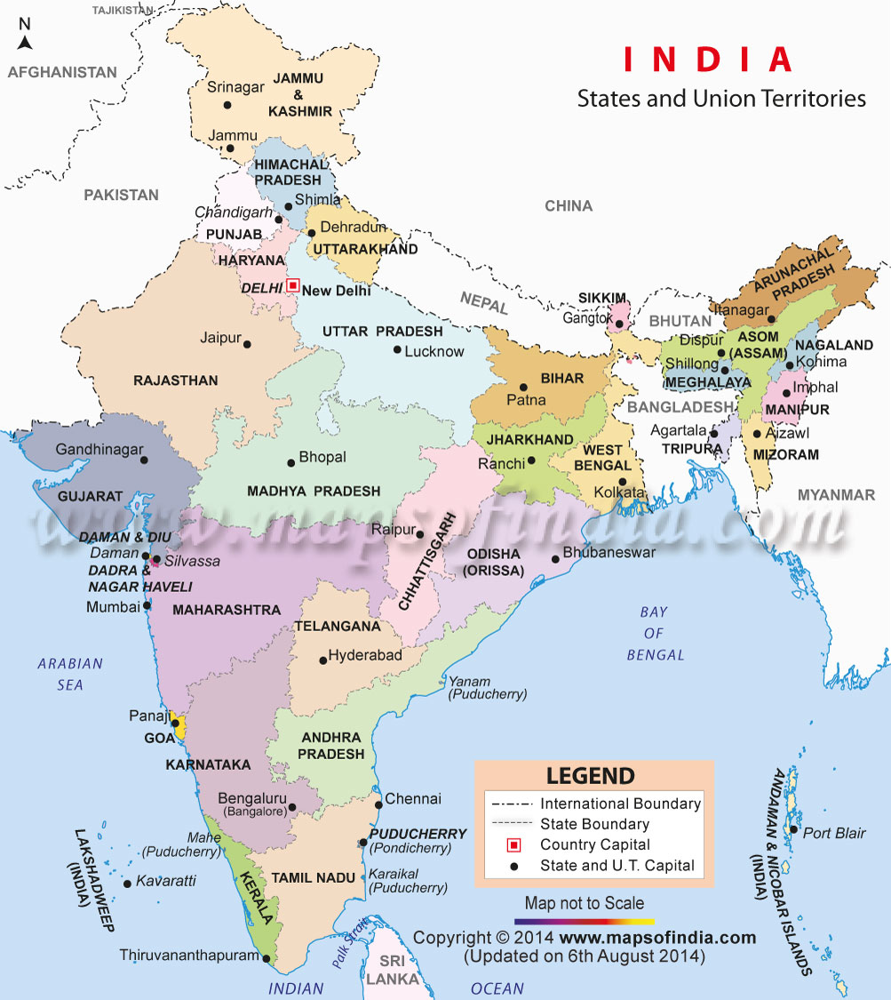 TAJIKISTAN
N
AFGHANISTAN
INDIA
States and Union Territories
JAMMU
&
KASHMIR
Srinagar
Jammu
HIMACHAL
PRADESH
Shimla
PAKISTAN
CHINA
Chandigarh
PUNJAB
Dehradun
UTTARAKHAND
HARYANA
DELHI
New Delhi
NEPAL
SIKKIM
Gangtok
BHUTAN
ARUNACHAL
PRADESH
Itanagar
Dispur
ASOM
(ASSAM)
NAGALAND
Kohima
Shillong
MEGHALAYA
Imphal
MANIPUR
BANGLADESH
Agartala
TRIPURA
Aizawl
MIZORAM
MYANMAR
Jaipur
RAJASTHAN
UTTAR PRADESH
Lucknow
BIHAR
Patna
JHARKHAND
Ranchi
WEST
BENGAL
Kolkata
Gandhinagar
GUJARAT
Bhopal
MADHYA PRADESH
www.mapsofindia.com
Raipur
CHHATTISGARH
ODISHA
(ORISSA)
Bhubaneswar
DAMAN & DIU
Daman
Silvassa
DADRA &
NAGAR HAVELI
Mumbai
MAHARASHTRA
TELANGANA
Hyderabad
ARABIAN
SEA
BAY
OF
BENGAL
Yanam
(Puducherry)
Panaji
GOA
KARNATAKA
ANDHRA
PRADESH
Bengaluru
(Bangalore)
Chennai
Mahe
(Puducherry)
PUDUCHERRY
(Pondicherry)
Karaikal
(Puducherry)
TAMIL NADU
KERALA
LAKSHADWEEP
(INDIA)
Kavaratti
Thiruvananthapuram
Palk Strait
SRI
LANKA
INDIAN OCEAN
LEGEND
International Boundary
State Boundary
Country Capital
State and U.T. Capital
Map not to Scale
Copyright © 2014 www.mapsofindia.com
(Updated on 6th August 2014)
ANDAMAN & NICOBAR ISLANDS
(INDIA)
Port Blair